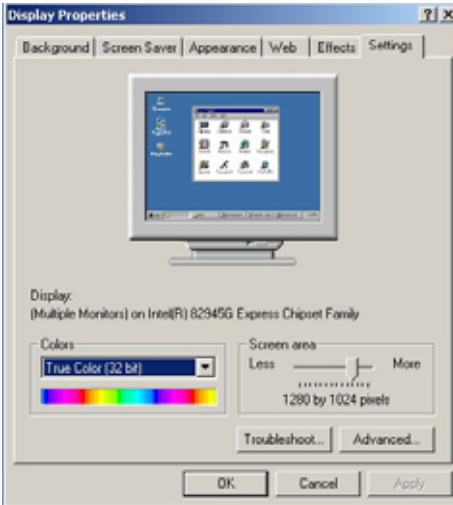 Display Properties
Background Screen Saver Appearance Web Effects Settings
Display:
(Multiple Monitors) on Intel(R) 82945G Express Chipset Family
Colors
True Color (32 bit)
Screen area
Less More
1280 by 1024 pixels
Troubleshoot... Advanced...
OK Cancel Apply